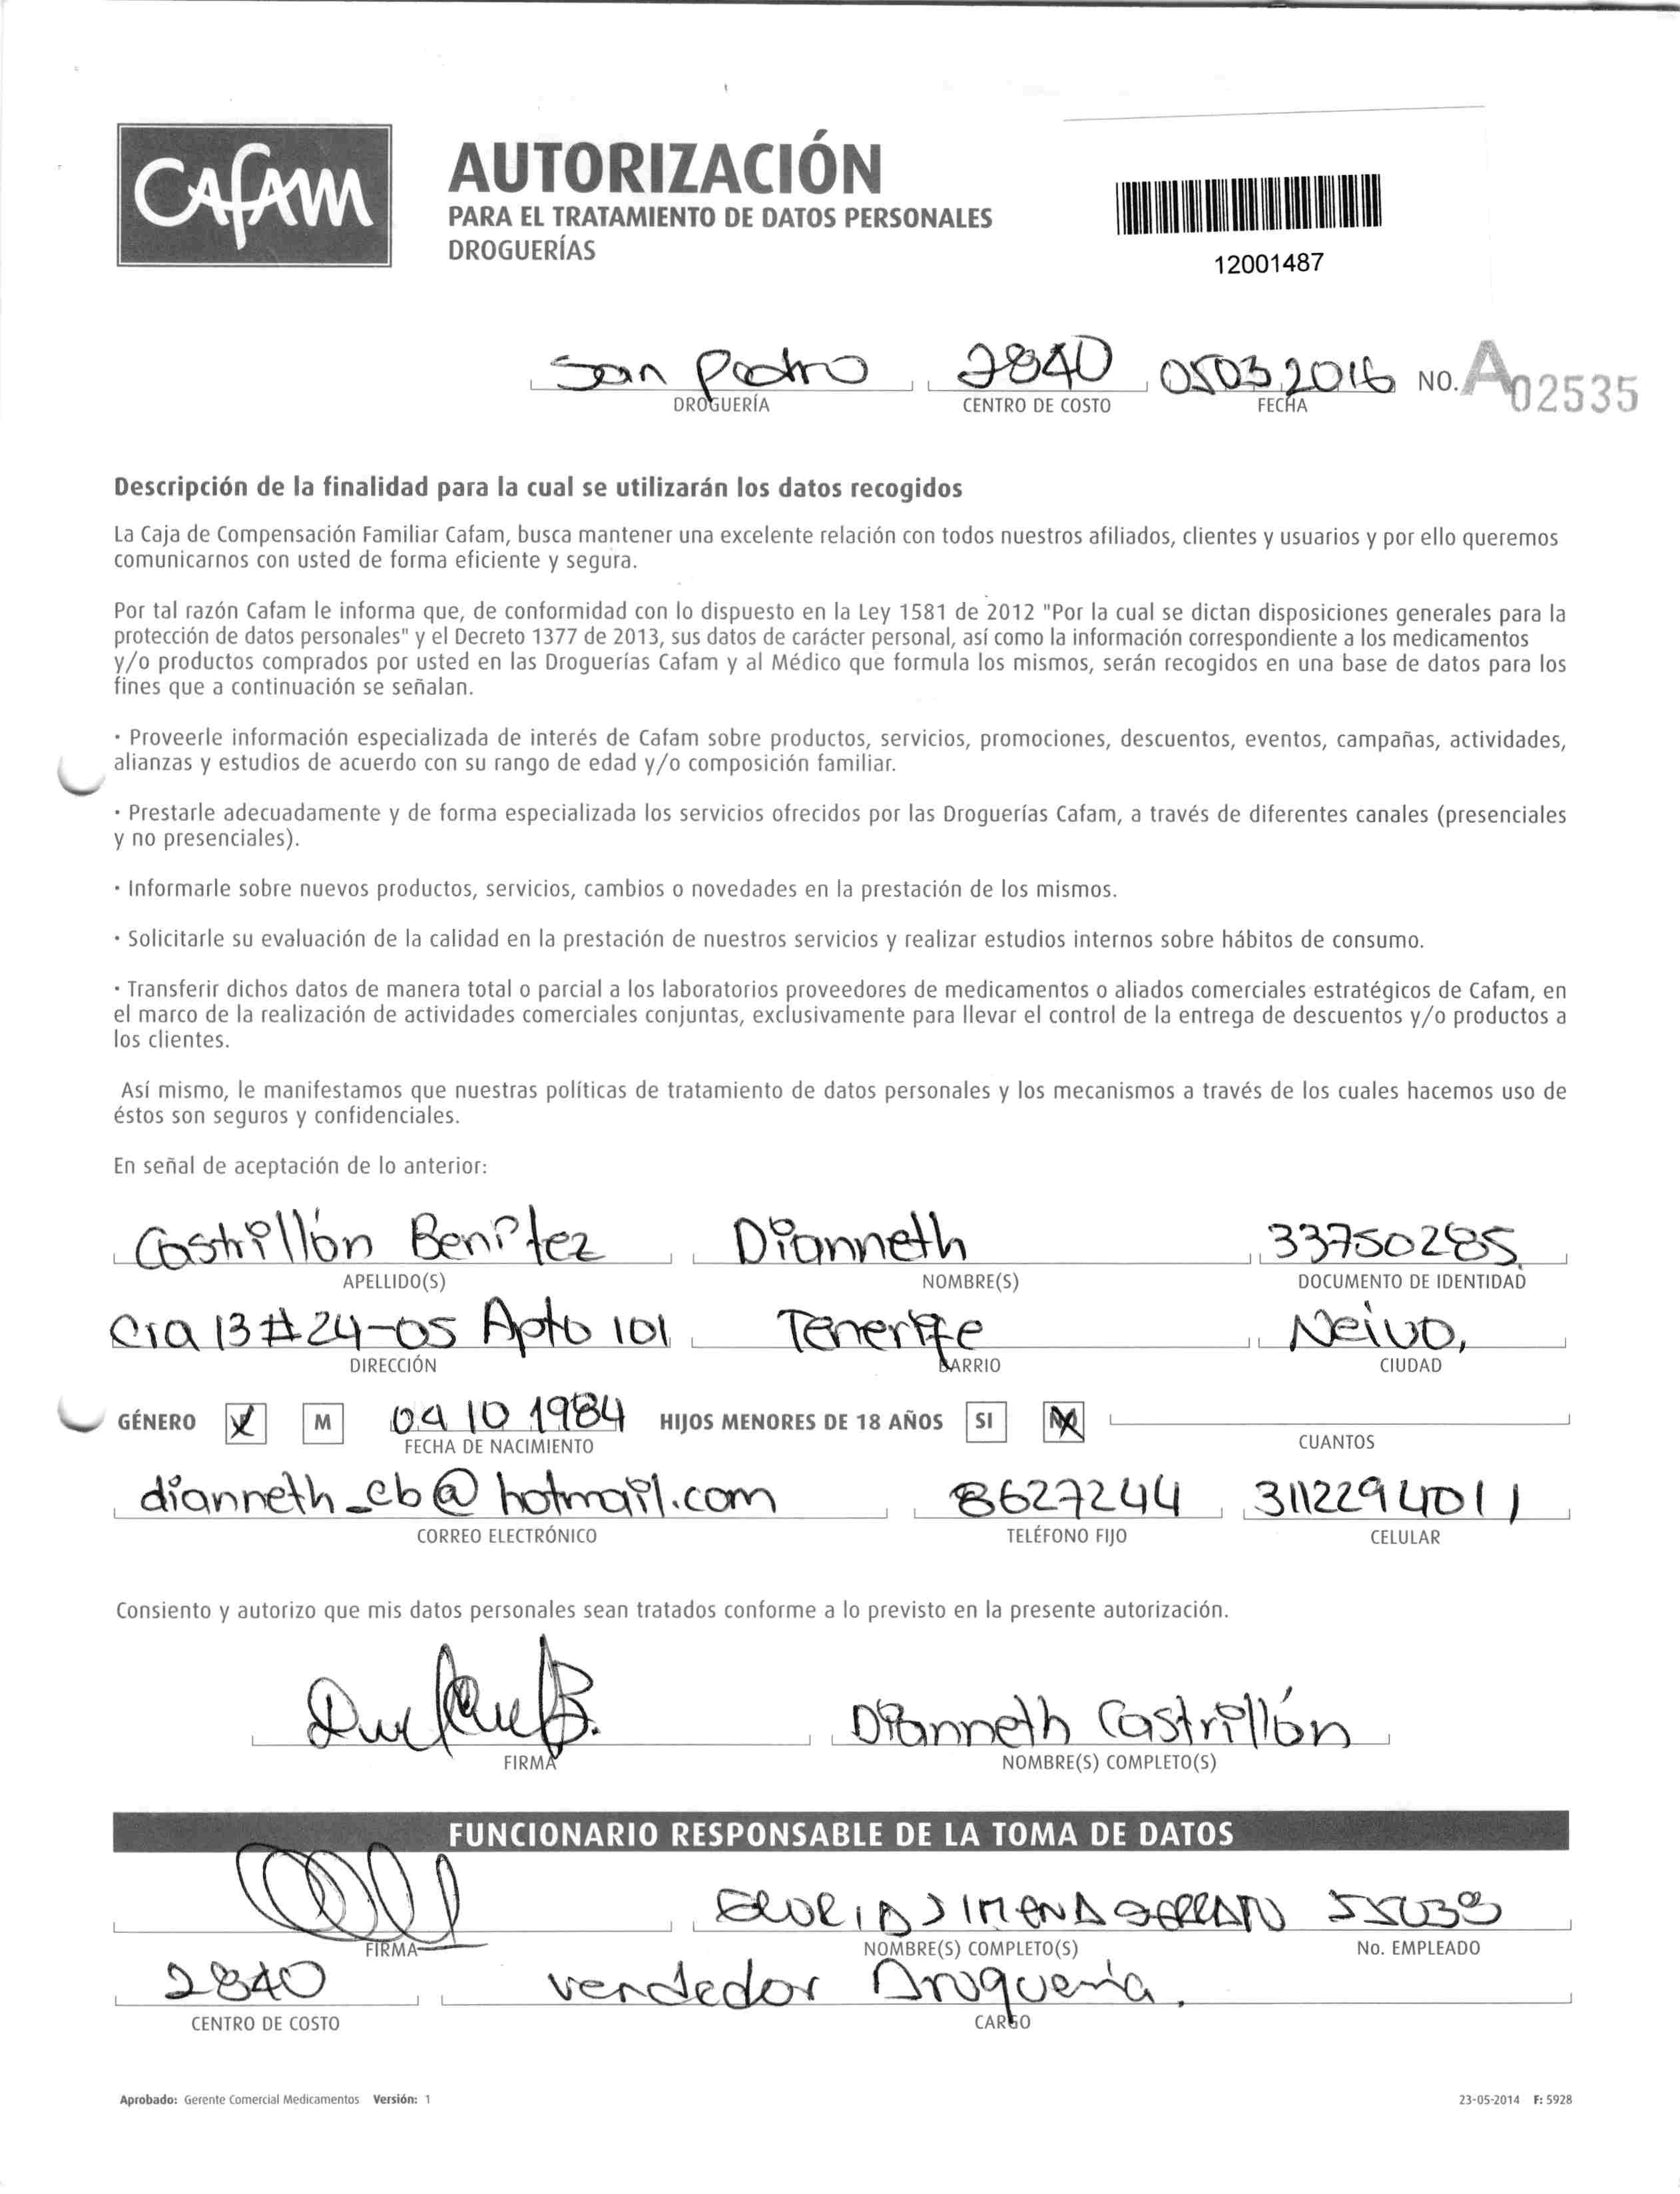 CAFAM
AUTORIZACIÓN
PARA EL TRATAMIENTO DE DATOS PERSONALES
DROGUERÍAS
12001487
San Pedro 2840 05 03 2016 NO. A02535
DROGUERÍA CENTRO DE COSTO FECHA
Descripción de la finalidad para la cual se utilizarán los datos recogidos
La Caja de Compensación Familiar Cafam, busca mantener una excelente relación con todos nuestros afiliados, clientes y usuarios y por ello queremos
comunicarnos con usted de forma eficiente y segura.
Por tal razón Cafam le informa que, de conformidad con lo dispuesto en la Ley 1581 de 2012 "Por la cual se dictan disposiciones generales para la
protección de datos personales" y el Decreto 1377 de 2013, sus datos de carácter personal, así como la información correspondiente a los medicamentos
y/o productos comprados por usted en las Droguerías Cafam y al Médico que formula los mismos, serán recogidos en una base de datos para los
fines que a continuación se señalan.
· Proveerle información especializada de interés de Cafam sobre productos, servicios, promociones, descuentos, eventos, campañas, actividades,
alianzas y estudios de acuerdo con su rango de edad y/o composición familiar.
· Prestarle adecuadamente y de forma especializada los servicios ofrecidos por las Droguerías Cafam, a través de diferentes canales (presenciales
y no presenciales).
· Informarle sobre nuevos productos, servicios, cambios o novedades en la prestación de los mismos.
· Solicitarle su evaluación de la calidad en la prestación de nuestros servicios y realizar estudios internos sobre hábitos de consumo.
· Transferir dichos datos de manera total o parcial a los laboratorios proveedores de medicamentos o aliados comerciales estratégicos de Cafam, en
el marco de la realización de actividades comerciales conjuntas, exclusivamente para llevar el control de la entrega de descuentos y/o productos a
los clientes.
Así mismo, le manifestamos que nuestras políticas de tratamiento de datos personales y los mecanismos a través de los cuales hacemos uso de
éstos son seguros y confidenciales.
En señal de aceptación de lo anterior:
Castrillón Benitez Dianneth 33750285
APELLIDO(S) NOMBRE(S) DOCUMENTO DE IDENTIDAD
Cra 13 # 24-05 Apto 101 Tenerife Neiva,
DIRECCIÓN BARRIO CIUDAD
GÉNERO X M 09 10 1984 HIJOS MENORES DE 18 AÑOS SI NO
FECHA DE NACIMIENTO CUANTOS
dianneth_cb@hotmail.com 8627244 3112294011
CORREO ELECTRÓNICO TELÉFONO FIJO CELULAR
Consiento y autorizo que mis datos personales sean tratados conforme a lo previsto en la presente autorización.
Dianneth Castrillón
FIRMA NOMBRE(S) COMPLETO(S)
FUNCIONARIO RESPONSABLE DE LA TOMA DE DATOS
FIRMA NOMBRE(S) COMPLETO(S) No. EMPLEADO
2840 vendedor Drogueria.
CENTRO DE COSTO CARGO
Aprobado: Gerente Comercial Medicamentos Versión: 1 23-05-2014 F: 5928